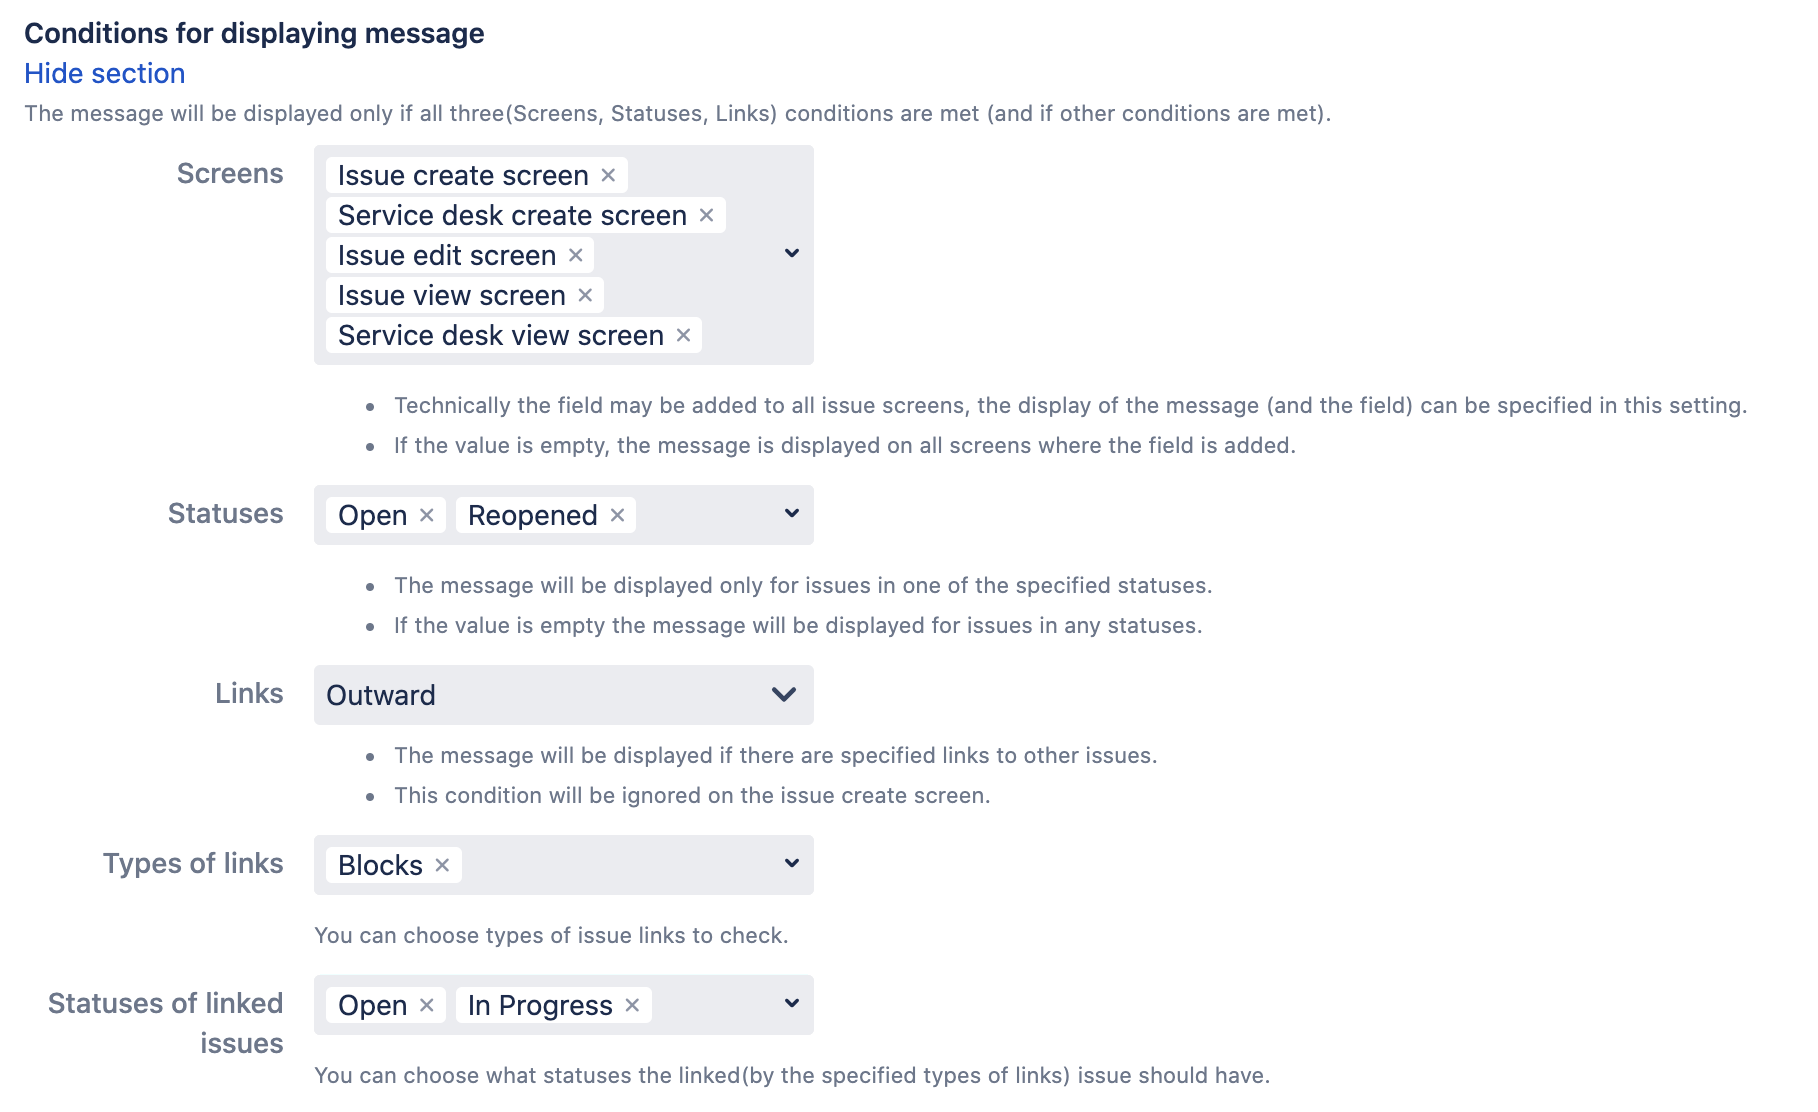 Conditions for displaying message
Hide section
The message will be displayed only if all three(Screens, Statuses, Links) conditions are met (and if other conditions are met).
Screens
Issue create screen ×
Service desk create screen ×
Issue edit screen ×
Issue view screen ×
Service desk view screen ×
• Technically the field may be added to all issue screens, the display of the message (and the field) can be specified in this setting.
• If the value is empty, the message is displayed on all screens where the field is added.
Statuses
Open × Reopened ×
• The message will be displayed only for issues in one of the specified statuses.
• If the value is empty the message will be displayed for issues in any statuses.
Links
Outward
• The message will be displayed if there are specified links to other issues.
• This condition will be ignored on the issue create screen.
Types of links
Blocks ×
You can choose types of issue links to check.
Statuses of linked
issues
Open × In Progress ×
You can choose what statuses the linked(by the specified types of links) issue should have.